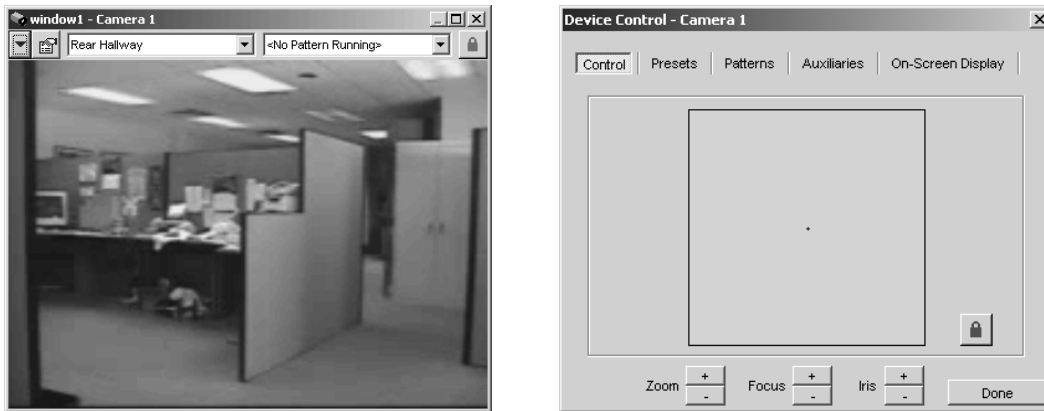 window1 - Camera 1
Rear Hallway
<No Pattern Running>
Device Control - Camera 1
Control Presets Patterns Auxiliaries On-Screen Display
Zoom + - Focus + - Iris + -
Done